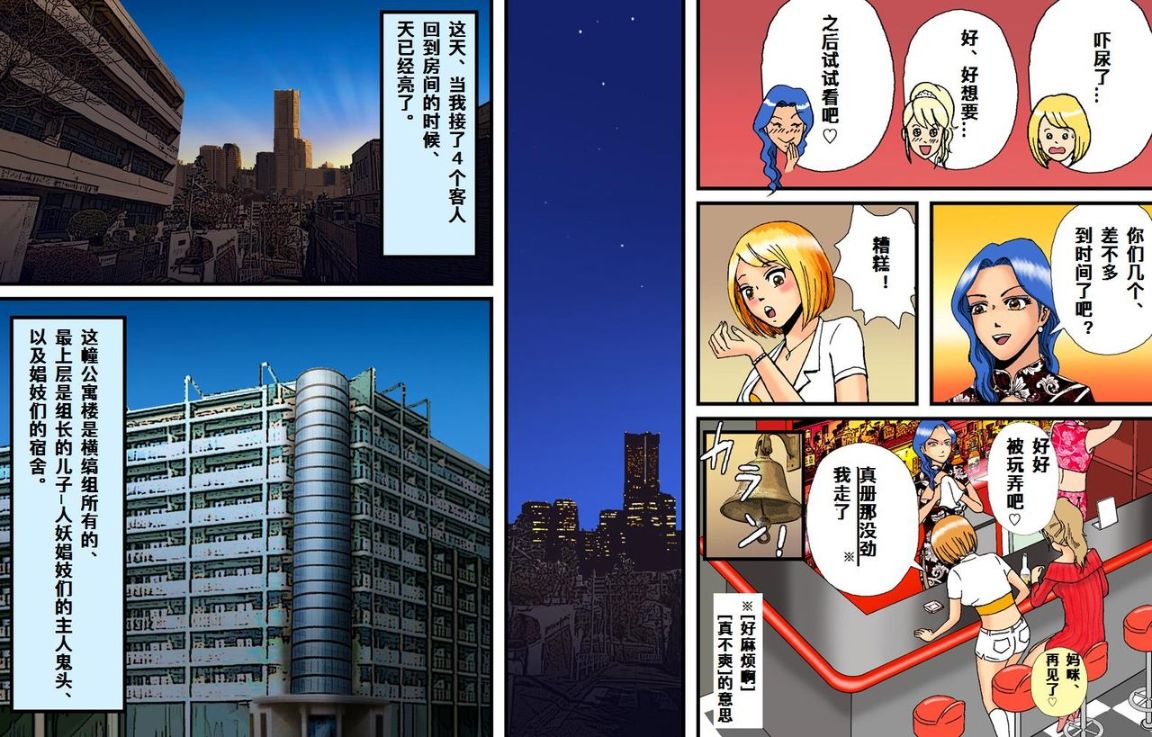 吓尿了…
好、好想要…
之后试试看吧♡
你们几个、
差不多
到时间了吧？
糟糕！
好好
被玩弄吧♡
真册那没劲
我走了
※
カラン！
※[好麻烦啊]
[真不奭]的意思
妈咪、
再见了♡
这天、当我接了4个客人
回到房间的时候、
天已经亮了。
这幢公寓楼是横縞组所有的、
最上层是组长的儿子—人妖娼妓们的主人鬼头、
以及娼妓们的宿舍。